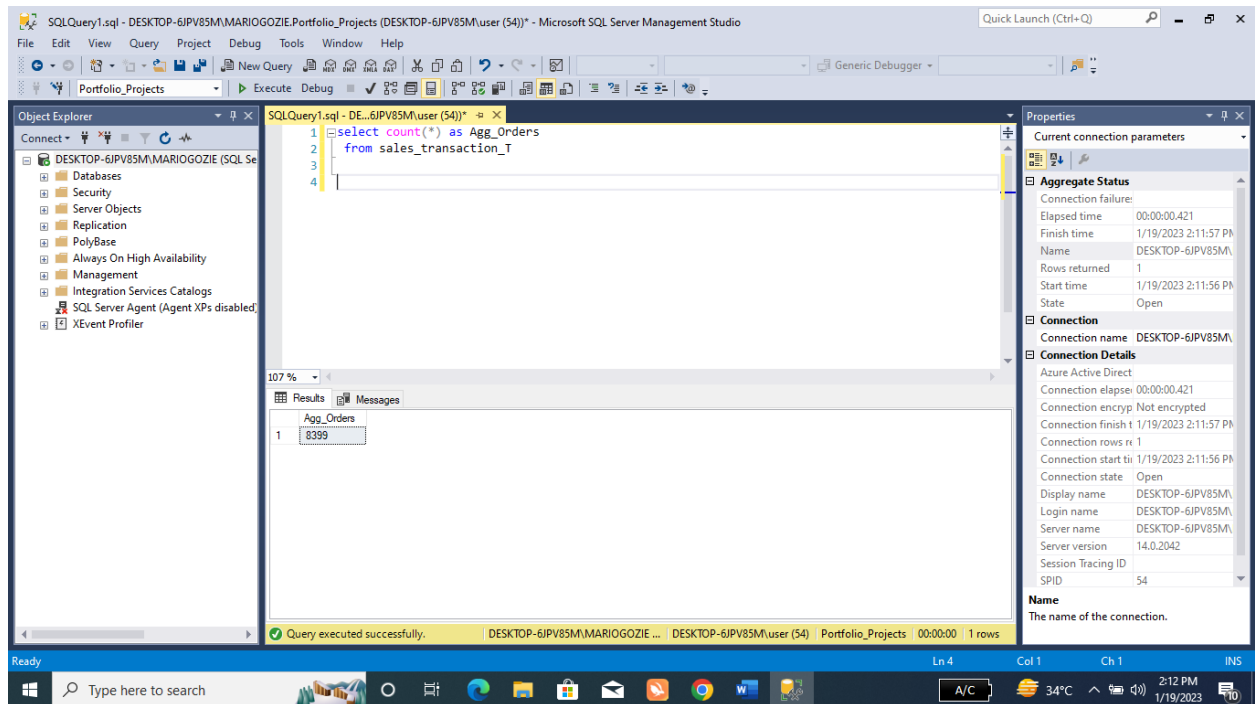 SQLQuery1.sql - DESKTOP-6JPV85M\MARIOGOZIE.Portfolio_Projects (DESKTOP-6JPV85M\user (54))* - Microsoft SQL Server Management Studio
Quick Launch (Ctrl+Q)
File Edit View Query Project Debug Tools Window Help
New Query
Generic Debugger
Portfolio_Projects
Execute Debug
Object Explorer
Connect
DESKTOP-6JPV85M\MARIOGOZIE (SQL Se
Databases
Security
Server Objects
Replication
PolyBase
Always On High Availability
Management
Integration Services Catalogs
SQL Server Agent (Agent XPs disabled)
XEvent Profiler
SQLQuery1.sql - DE...6JPV85M\user (54))*
1 select count(*) as Agg_Orders
2 from sales_transaction_T
3
4
107 %
Results Messages
Agg_Orders
1 8399
Query executed successfully. DESKTOP-6JPV85M\MARIOGOZIE ... DESKTOP-6JPV85M\user (54) Portfolio_Projects 00:00:00 1 rows
Properties
Current connection parameters
Aggregate Status
Connection failure:
Elapsed time 00:00:00.421
Finish time 1/19/2023 2:11:57 PM
Name DESKTOP-6JPV85M\
Rows returned 1
Start time 1/19/2023 2:11:56 PM
State Open
Connection
Connection name DESKTOP-6JPV85M\
Connection Details
Azure Active Direct
Connection elapse 00:00:00.421
Connection encryp Not encrypted
Connection finish t 1/19/2023 2:11:57 PM
Connection rows re 1
Connection start ti 1/19/2023 2:11:56 PM
Connection state Open
Display name DESKTOP-6JPV85M\
Login name DESKTOP-6JPV85M\
Server name DESKTOP-6JPV85M\
Server version 14.0.2042
Session Tracing ID
SPID 54
Name
The name of the connection.
Ready Ln 4 Col 1 Ch 1 INS
Type here to search
A/C
34°C
2:12 PM
1/19/2023
10